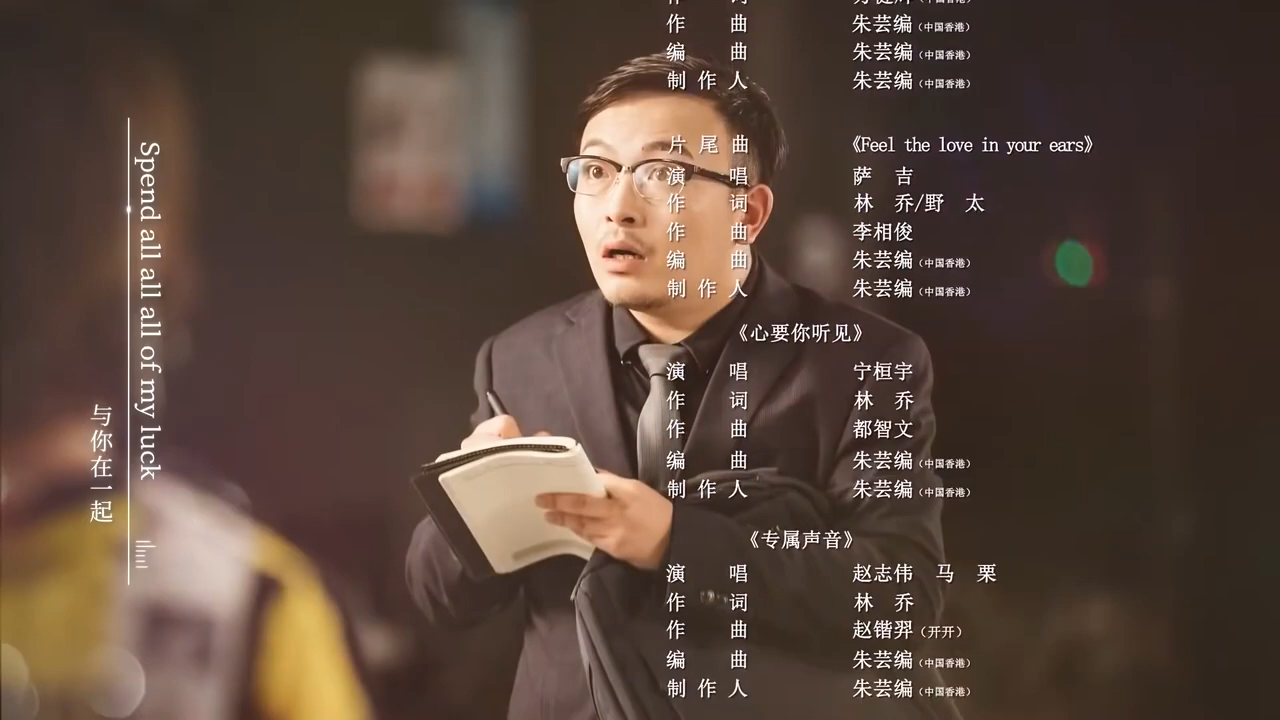 作曲 朱芸编（中国香港）
编曲 朱芸编（中国香港）
制作人 朱芸编（中国香港）
片尾曲 《Feel the love in your ears》
演唱 萨吉
作词 林乔/野太
作曲 李相俊
编曲 朱芸编（中国香港）
制作人 朱芸编（中国香港）
《心要你听见》
演唱 宁桓宇
作词 林乔
作曲 都智文
编曲 朱芸编（中国香港）
制作人 朱芸编（中国香港）
《专属声音》
演唱 赵志伟 马栗
作词 林乔
作曲 赵锴羿（开开）
编曲 朱芸编（中国香港）
制作人 朱芸编（中国香港）
Spend all all all of my luck
与你在一起